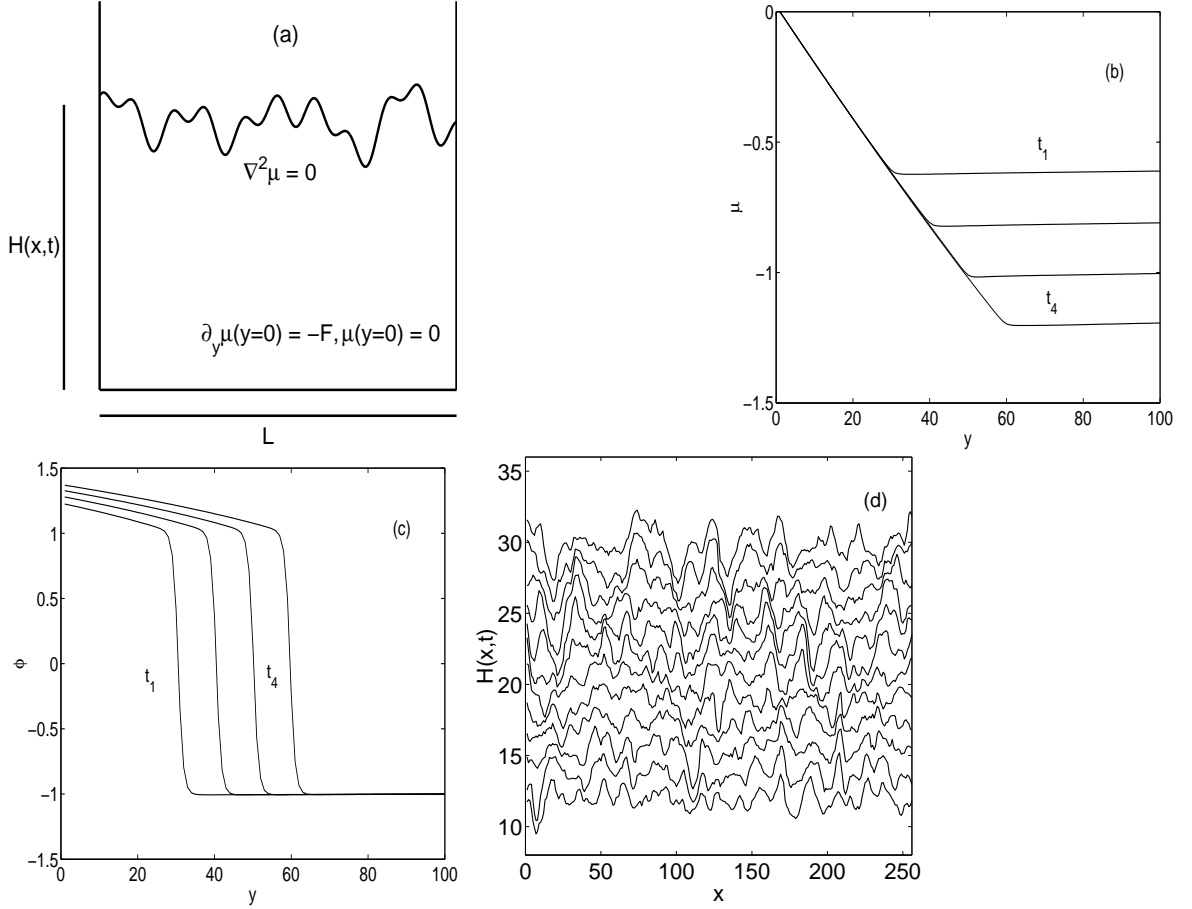 (a)
∇²μ = 0
H(x,t)
∂yμ(y=0) = -F, μ(y=0) = 0
L
0
-0.5
-1
-1.5
μ
(b)
t1
t4
0 20 40 60 80 100
y
1.5
1
0.5
0
-0.5
-1
-1.5
ϕ
(c)
t1
t4
0 20 40 60 80 100
y
35
30
25
20
15
10
H(x,t)
(d)
0 50 100 150 200 250
x